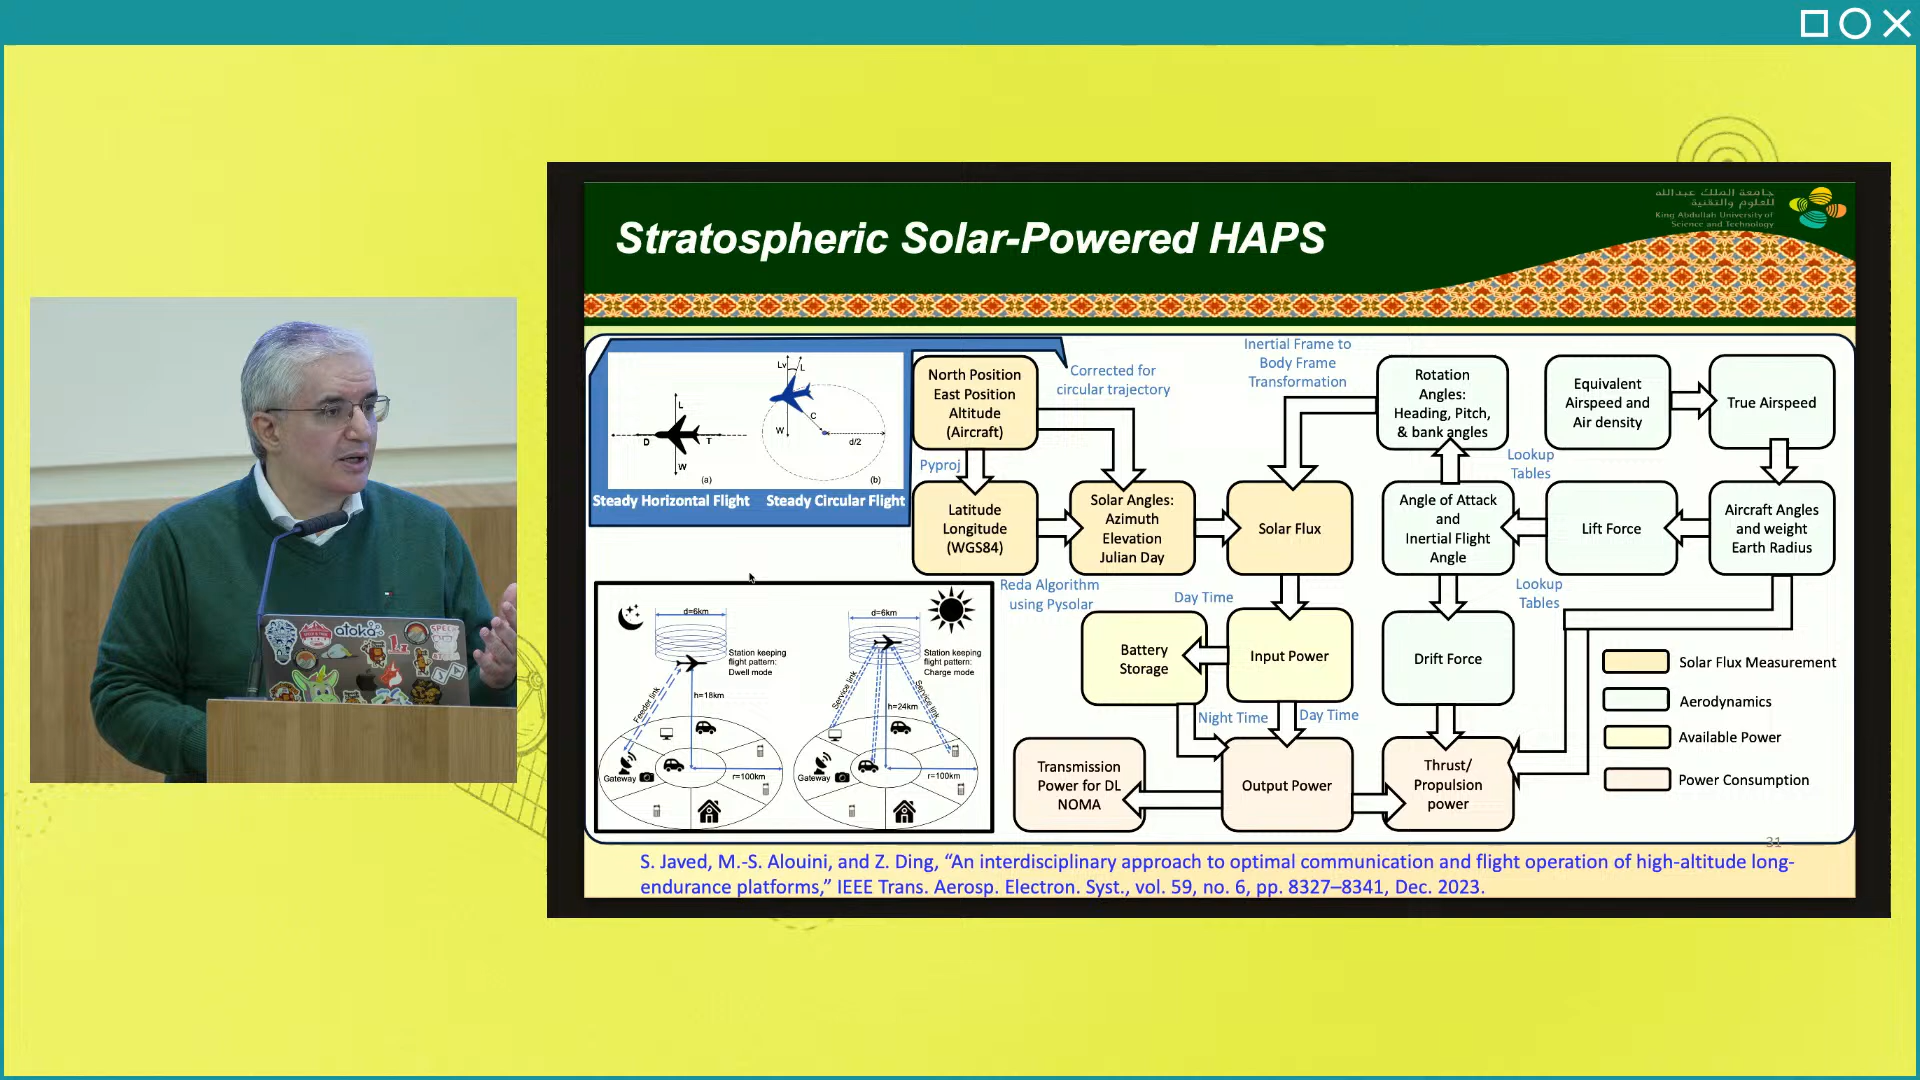 Stratospheric Solar-Powered HAPS
جامعة الملك عبدالله
للعلوم والتقنية
King Abdullah University of
Science and Technology
Lv
L
L
C
D
T
W
d/2
W
(a)
(b)
Steady Horizontal Flight
Steady Circular Flight
North Position
East Position
Altitude
(Aircraft)
Corrected for
circular trajectory
Inertial Frame to
Body Frame
Transformation
Rotation
Angles:
Heading, Pitch,
& bank angles
Equivalent
Airspeed and
Air density
True Airspeed
Pyproj
Lookup
Tables
Latitude
Longitude
(WGS84)
Solar Angles:
Azimuth
Elevation
Julian Day
Solar Flux
Angle of Attack
and
Inertial Flight
Angle
Lift Force
Aircraft Angles
and weight
Earth Radius
Reda Algorithm
using Pysolar
Day Time
Lookup
Tables
d=6km
Station keeping
flight pattern:
Dwell mode
Feeder link
h=18km
Gateway
r=100km
d=6km
Station keeping
flight pattern:
Charge mode
Service link
Service link
h=24km
Gateway
r=100km
Battery
Storage
Input Power
Drift Force
Night Time
Day Time
Transmission
Power for DL
NOMA
Output Power
Thrust/
Propulsion
power
Solar Flux Measurement
Aerodynamics
Available Power
Power Consumption
31
S. Javed, M.-S. Alouini, and Z. Ding, “An interdisciplinary approach to optimal communication and flight operation of high-altitude long-
endurance platforms,” IEEE Trans. Aerosp. Electron. Syst., vol. 59, no. 6, pp. 8327–8341, Dec. 2023.
atoka